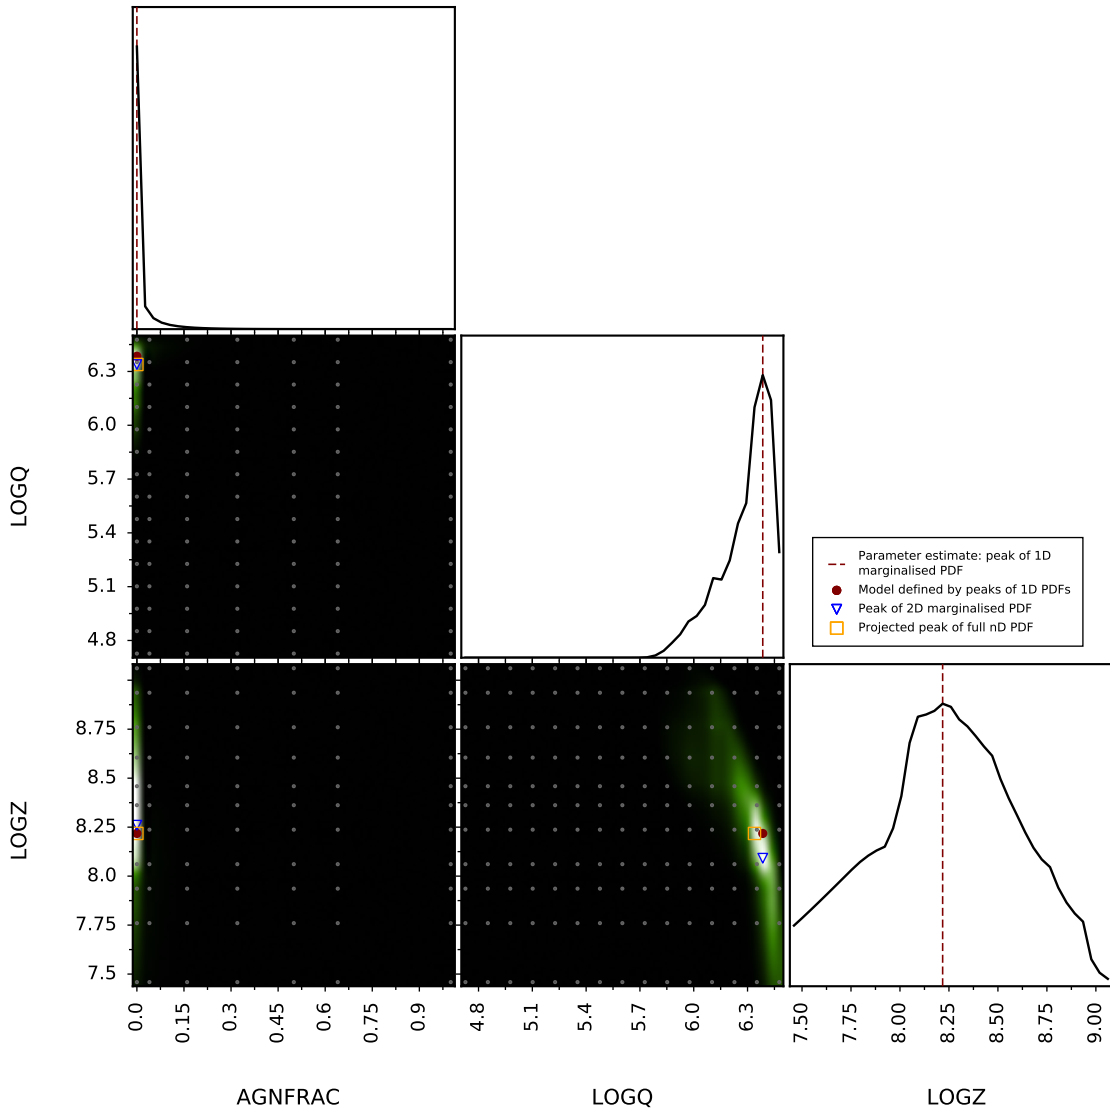 LOGQ
6.3
6.0
5.7
5.4
5.1
4.8
Parameter estimate: peak of 1D
marginalised PDF
Model defined by peaks of 1D PDFs
Peak of 2D marginalised PDF
Projected peak of full nD PDF
LOGZ
8.75
8.5
8.25
8.0
7.75
7.5
0.0 0.15 0.3 0.45 0.6 0.75 0.9
4.8 5.1 5.4 5.7 6.0 6.3
7.50 7.75 8.00 8.25 8.50 8.75 9.00
AGNFRAC LOGQ LOGZ